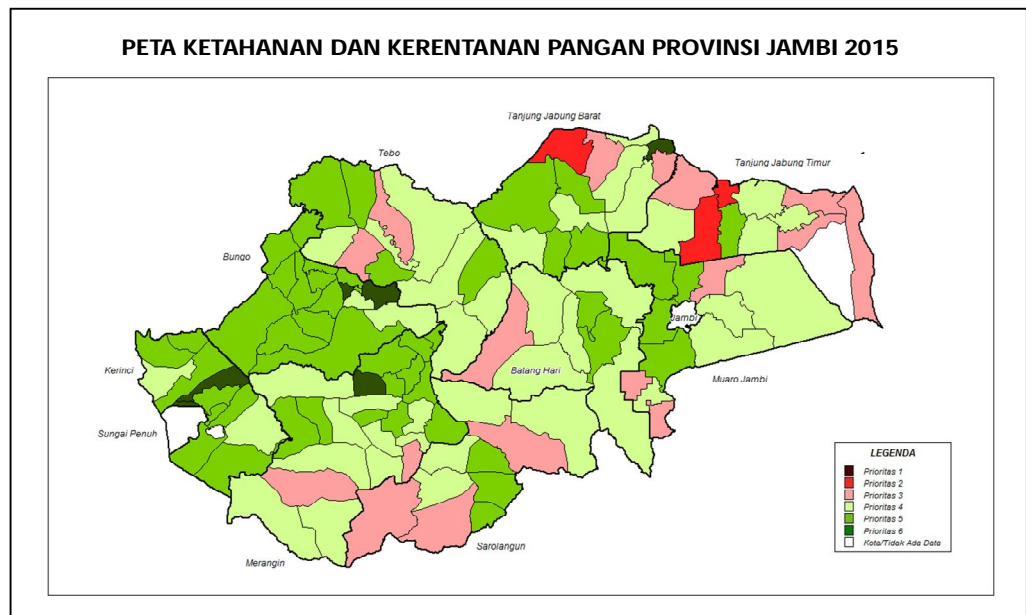 PETA KETAHANAN DAN KERENTANAN PANGAN PROVINSI JAMBI 2015
Tanjung Jabung Barat
Tebo
Tanjung Jabung Timur
Bungo
Jambi
Kerinci
Batang Hari
Muaro Jambi
Sungai Penuh
LEGENDA
Prioritas 1
Prioritas 2
Prioritas 3
Prioritas 4
Prioritas 5
Prioritas 6
Kota/Tidak Ada Data
Sarolangun
Merangin